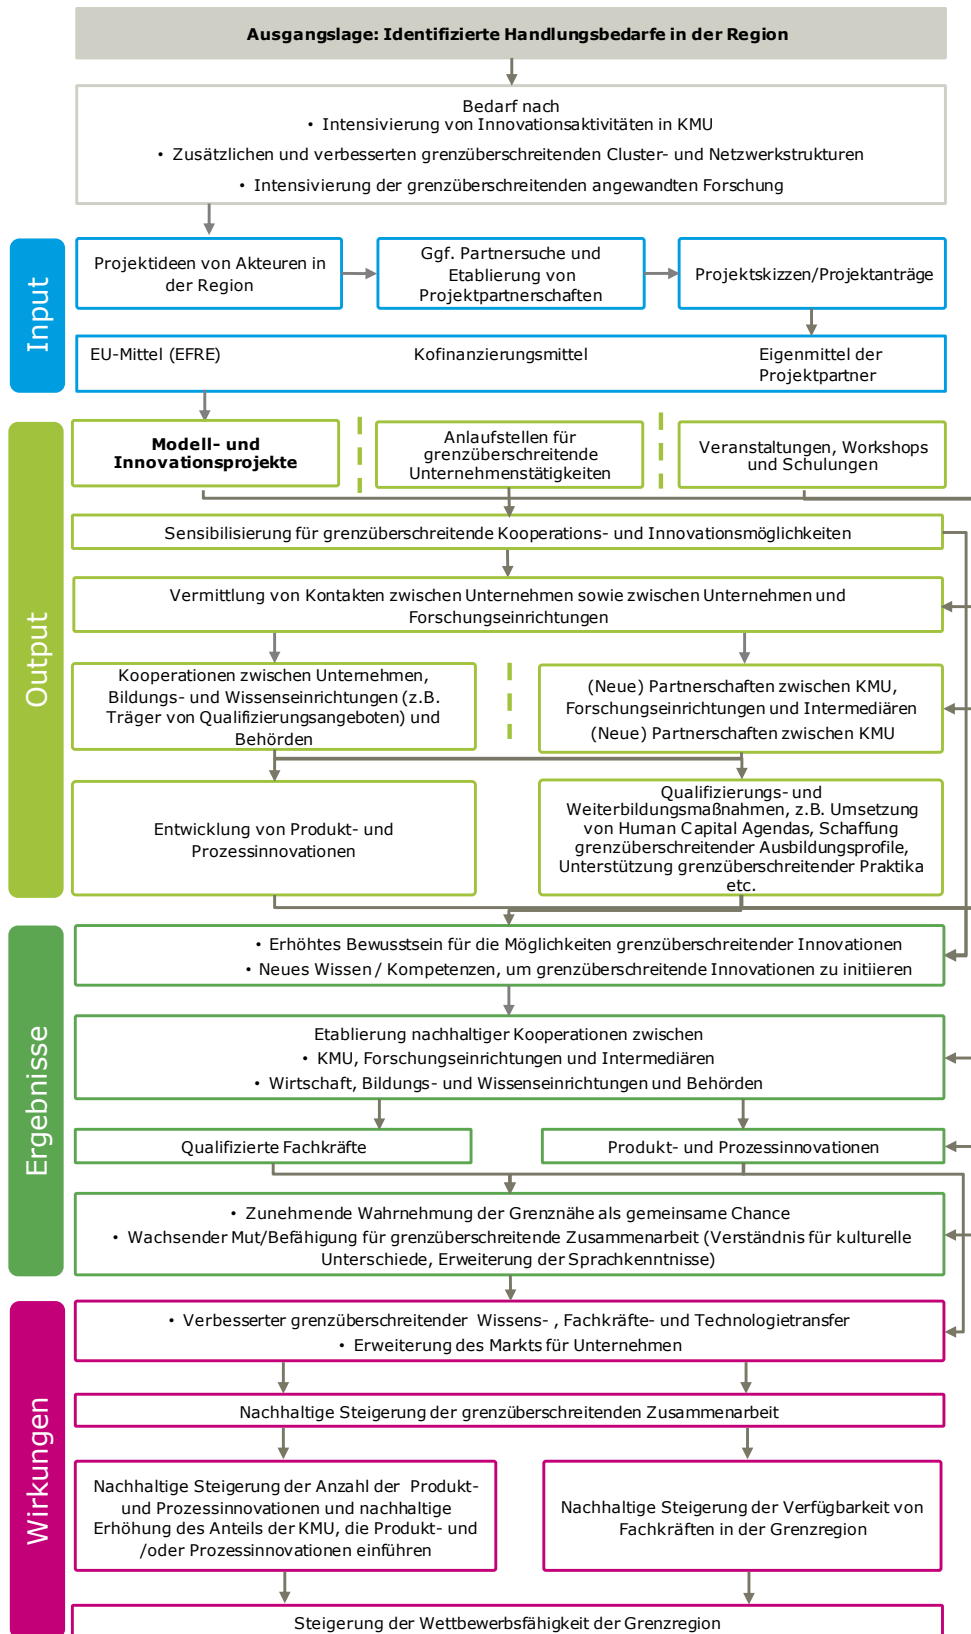 Ausgangslage: Identifizierte Handlungsbedarfe in der Region
Bedarf nach
• Intensivierung von Innovationsaktivitäten in KMU
• Zusätzlichen und verbesserten grenzüberschreitenden Cluster- und Netzwerkstrukturen
• Intensivierung der grenzüberschreitenden angewandten Forschung
Input
Projektideen von Akteuren in
der Region
Ggf. Partnersuche und
Etablierung von
Projektpartnerschaften
Projektskizzen/Projektanträge
EU-Mittel (EFRE)
Kofinanzierungsmittel
Eigenmittel der
Projektpartner
Output
Modell- und
Innovationsprojekte
Anlaufstellen für
grenzüberschreitende
Unternehmenstätigkeiten
Veranstaltungen, Workshops
und Schulungen
Sensibilisierung für grenzüberschreitende Kooperations- und Innovationsmöglichkeiten
Vermittlung von Kontakten zwischen Unternehmen sowie zwischen Unternehmen und
Forschungseinrichtungen
Kooperationen zwischen Unternehmen,
Bildungs- und Wissenseinrichtungen (z.B.
Träger von Qualifizierungsangeboten) und
Behörden
(Neue) Partnerschaften zwischen KMU,
Forschungseinrichtungen und Intermediären
(Neue) Partnerschaften zwischen KMU
Entwicklung von Produkt- und
Prozessinnovationen
Qualifizierungs- und
Weiterbildungsmaßnahmen, z.B. Umsetzung
von Human Capital Agendas, Schaffung
grenzüberschreitender Ausbildungsprofile,
Unterstützung grenzüberschreitender Praktika
etc.
Ergebnisse
• Erhöhtes Bewusstsein für die Möglichkeiten grenzüberschreitender Innovationen
• Neues Wissen / Kompetenzen, um grenzüberschreitende Innovationen zu initiieren
Etablierung nachhaltiger Kooperationen zwischen
• KMU, Forschungseinrichtungen und Intermediären
• Wirtschaft, Bildungs- und Wissenseinrichtungen und Behörden
Qualifizierte Fachkräfte
Produkt- und Prozessinnovationen
• Zunehmende Wahrnehmung der Grenznähe als gemeinsame Chance
• Wachsender Mut/Befähigung für grenzüberschreitende Zusammenarbeit (Verständnis für kulturelle
Unterschiede, Erweiterung der Sprachkenntnisse)
Wirkungen
• Verbesserter grenzüberschreitender Wissens- , Fachkräfte- und Technologietransfer
• Erweiterung des Markts für Unternehmen
Nachhaltige Steigerung der grenzüberschreitenden Zusammenarbeit
Nachhaltige Steigerung der Anzahl der Produkt-
und Prozessinnovationen und nachhaltige
Erhöhung des Anteils der KMU, die Produkt- und
/oder Prozessinnovationen einführen
Nachhaltige Steigerung der Verfügbarkeit von
Fachkräften in der Grenzregion
Steigerung der Wettbewerbsfähigkeit der Grenzregion